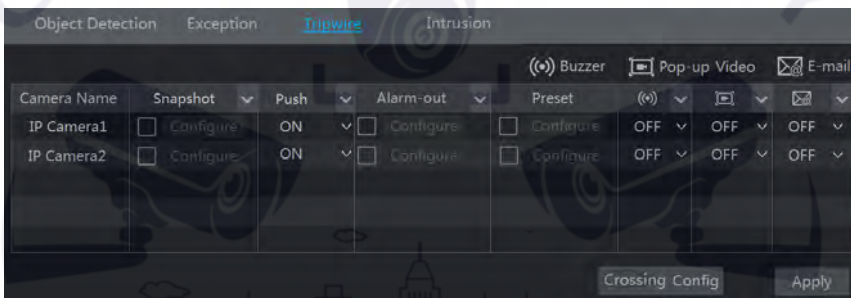 Object Detection Exception Tripwire Intrusion
Buzzer Pop-up Video E-mail
Camera Name Snapshot Push Alarm-out Preset
IP Camera1 Configure ON Configure Configure OFF OFF OFF
IP Camera2 Configure ON Configure Configure OFF OFF OFF
Crossing Config Apply